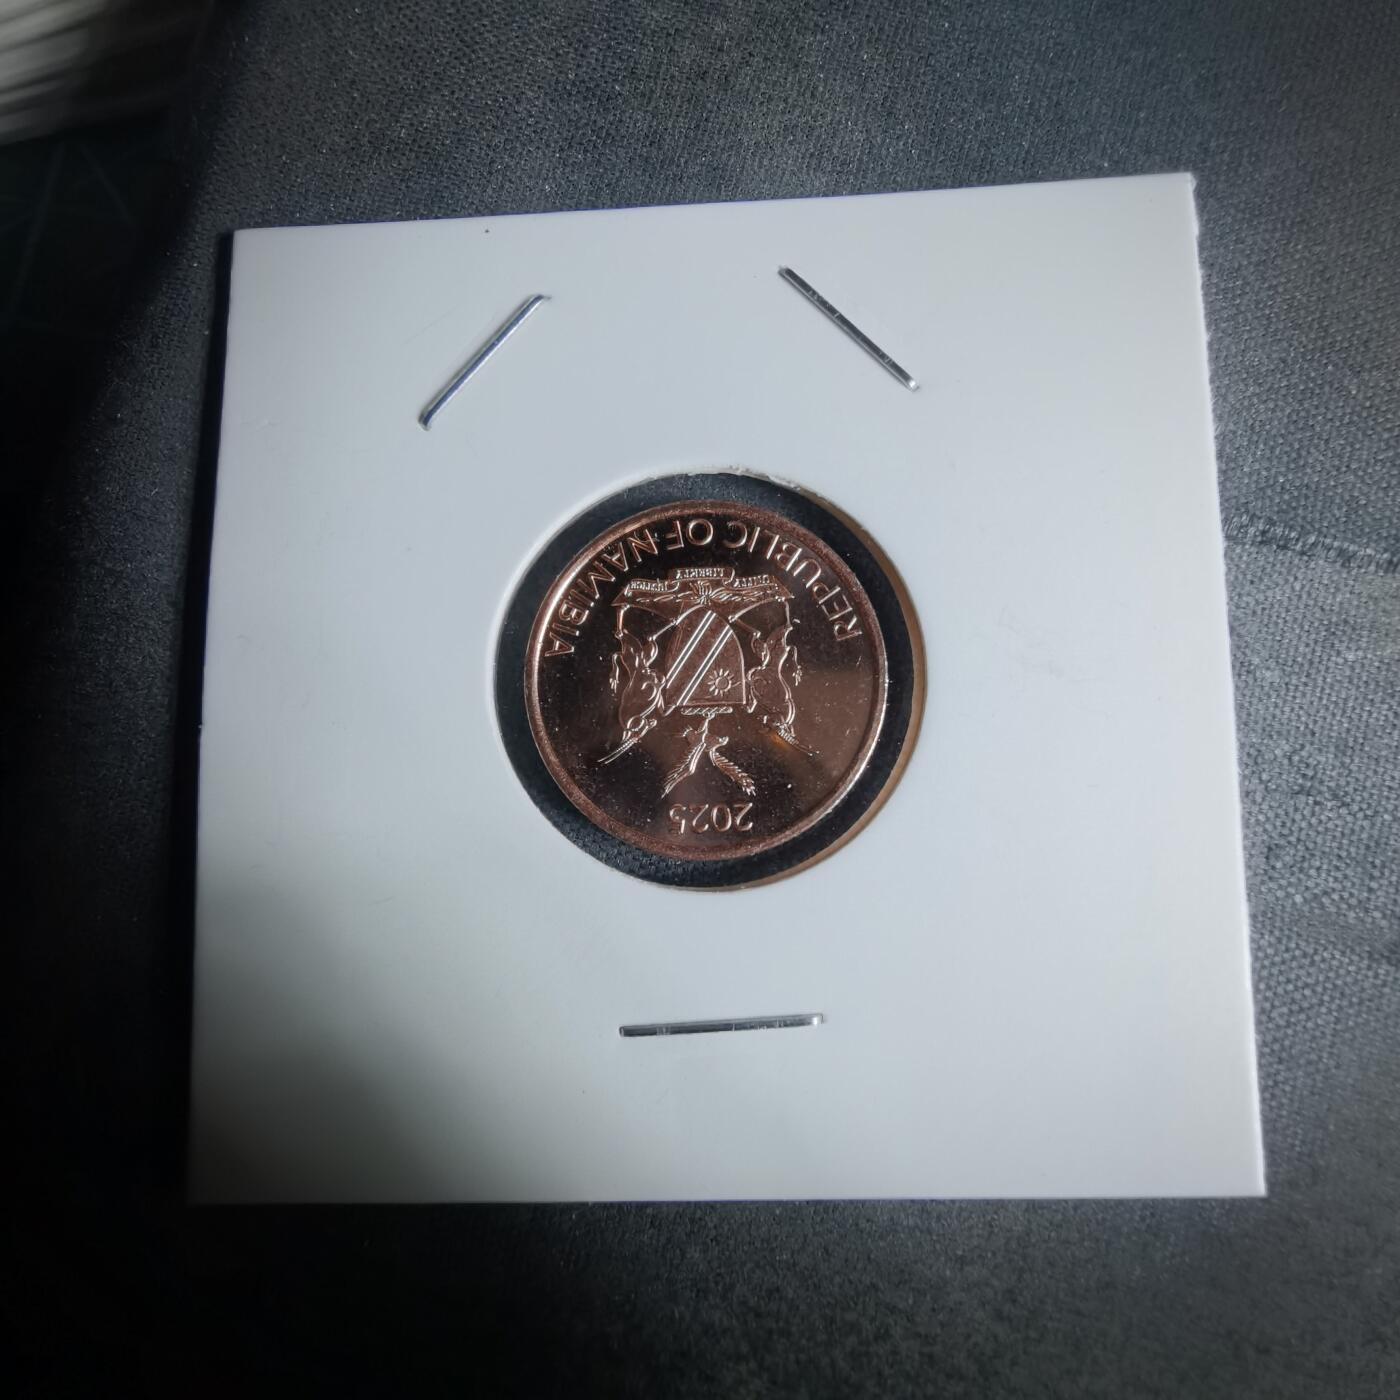 2025
UNITY LIBERTY JUSTICE
REPUBLIC OF NAMIBIA